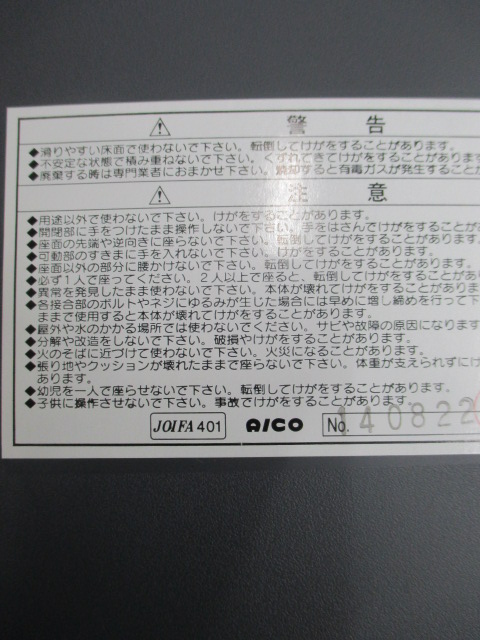 ⚠ 警告
◆滑りやすい床面で使わないで下さい。転倒してけがをすることがあります。
◆不安定な状態で積み重ねないで下さい。くずれてきてけがをすることがあります。
◆廃棄する時は専門業者におまかせ下さい。焼却すると有毒ガスが発生することが
⚠ 注意
◆用途以外で使わないで下さい。けがをすることがあります。
◆開閉部に手をつけたまま操作しないで下さい。手をはさんでけがをすることが
◆座面の先端や逆向きに座らないで下さい。転倒してけがをすることがあります。
◆可動部のすきまに手を入れないで下さい。けがをすることがあります。
◆座面以外の部分に腰かけないで下さい。転倒してけがをすることがあります。
◆必ず1人で座ってください。2人以上で座ると、転倒してけがをすることがあ
◆異常を発見したまま使わないで下さい。本体が壊れてけがをすることがありま
◆各接合部のボルトやネジにゆるみが生じた場合には早めに増し締めを行って下
ままで使用すると本体が壊れてけがをすることがあります。
◆屋外や水のかかる場所では使わないでください。サビや故障の原因になります
◆分解や改造をしないで下さい。破損やけがをすることがあります。
◆火のそばに近づけて使わないで下さい。火災になることがあります。
◆張り地やクッションが壊れたままで座らないで下さい。体重が支えられずにけ
あります。
◆幼児を一人で座らせないで下さい。転倒してけがをすることがあります。
◆子供に操作させないで下さい。事故でけがをすることがあります。
JOIFA 401 AICO No. 140822